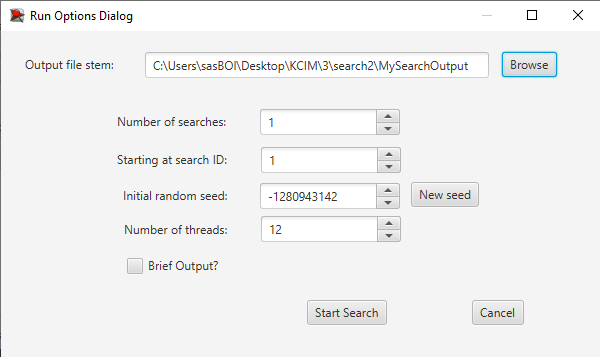 Run Options Dialog
Output file stem: C:\Users\sasBOI\Desktop\KCIM\3\search2\MySearchOutput Browse
Number of searches: 1
Starting at search ID: 1
Initial random seed: -1280943142 New seed
Number of threads: 12
Brief Output?
Start Search Cancel